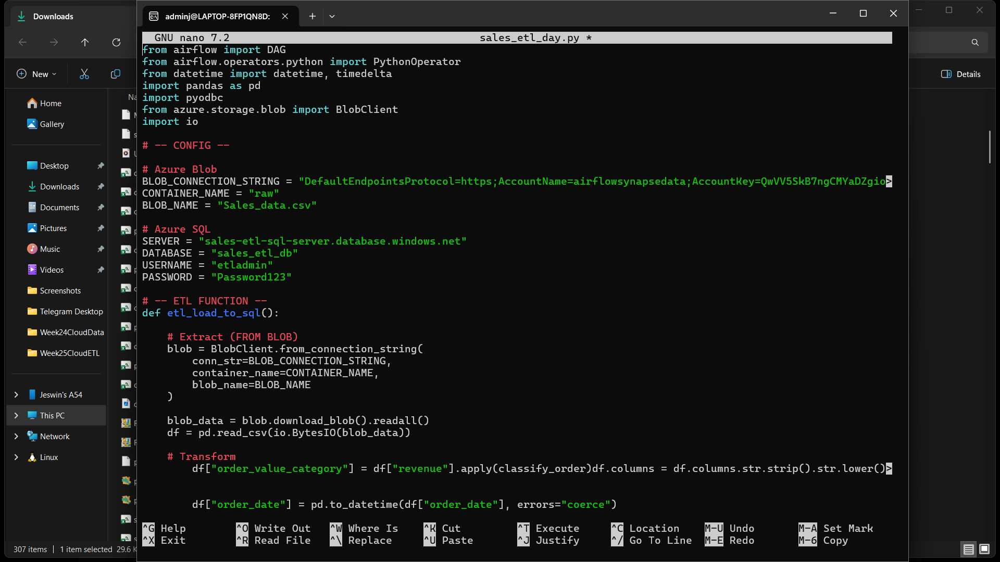 Downloads
adminj@LAPTOP-8FP1QN8D:
New
Details
Home
Gallery
Desktop
Downloads
Documents
Pictures
Music
Videos
Screenshots
Telegram Desktop
Week24CloudData
Week25CloudETL
Jeswin's A54
This PC
Network
Linux
307 items
1 item selected
29.6
GNU nano 7.2
sales_etl_day.py *
from airflow import DAG
from airflow.operators.python import PythonOperator
from datetime import datetime, timedelta
import pandas as pd
import pyodbc
from azure.storage.blob import BlobClient
import io
# -- CONFIG --
# Azure Blob
BLOB_CONNECTION_STRING = "DefaultEndpointsProtocol=https;AccountName=airflowsynapsedata;AccountKey=QwVV5SkB7ngCMYaDZgio>
CONTAINER_NAME = "raw"
BLOB_NAME = "Sales_data.csv"
# Azure SQL
SERVER = "sales-etl-sql-server.database.windows.net"
DATABASE = "sales_etl_db"
USERNAME = "etladmin"
PASSWORD = "Password123"
# -- ETL FUNCTION --
def etl_load_to_sql():
# Extract (FROM BLOB)
blob = BlobClient.from_connection_string(
conn_str=BLOB_CONNECTION_STRING,
container_name=CONTAINER_NAME,
blob_name=BLOB_NAME
)
blob_data = blob.download_blob().readall()
df = pd.read_csv(io.BytesIO(blob_data))
# Transform
df["order_value_category"] = df["revenue"].apply(classify_order)df.columns = df.columns.str.strip().str.lower()>
df["order_date"] = pd.to_datetime(df["order_date"], errors="coerce")
^G Help ^O Write Out ^W Where Is ^K Cut ^T Execute ^C Location M-U Undo M-A Set Mark
^X Exit ^R Read File ^\ Replace ^U Paste ^J Justify ^/ Go To Line M-E Redo M-6 Copy